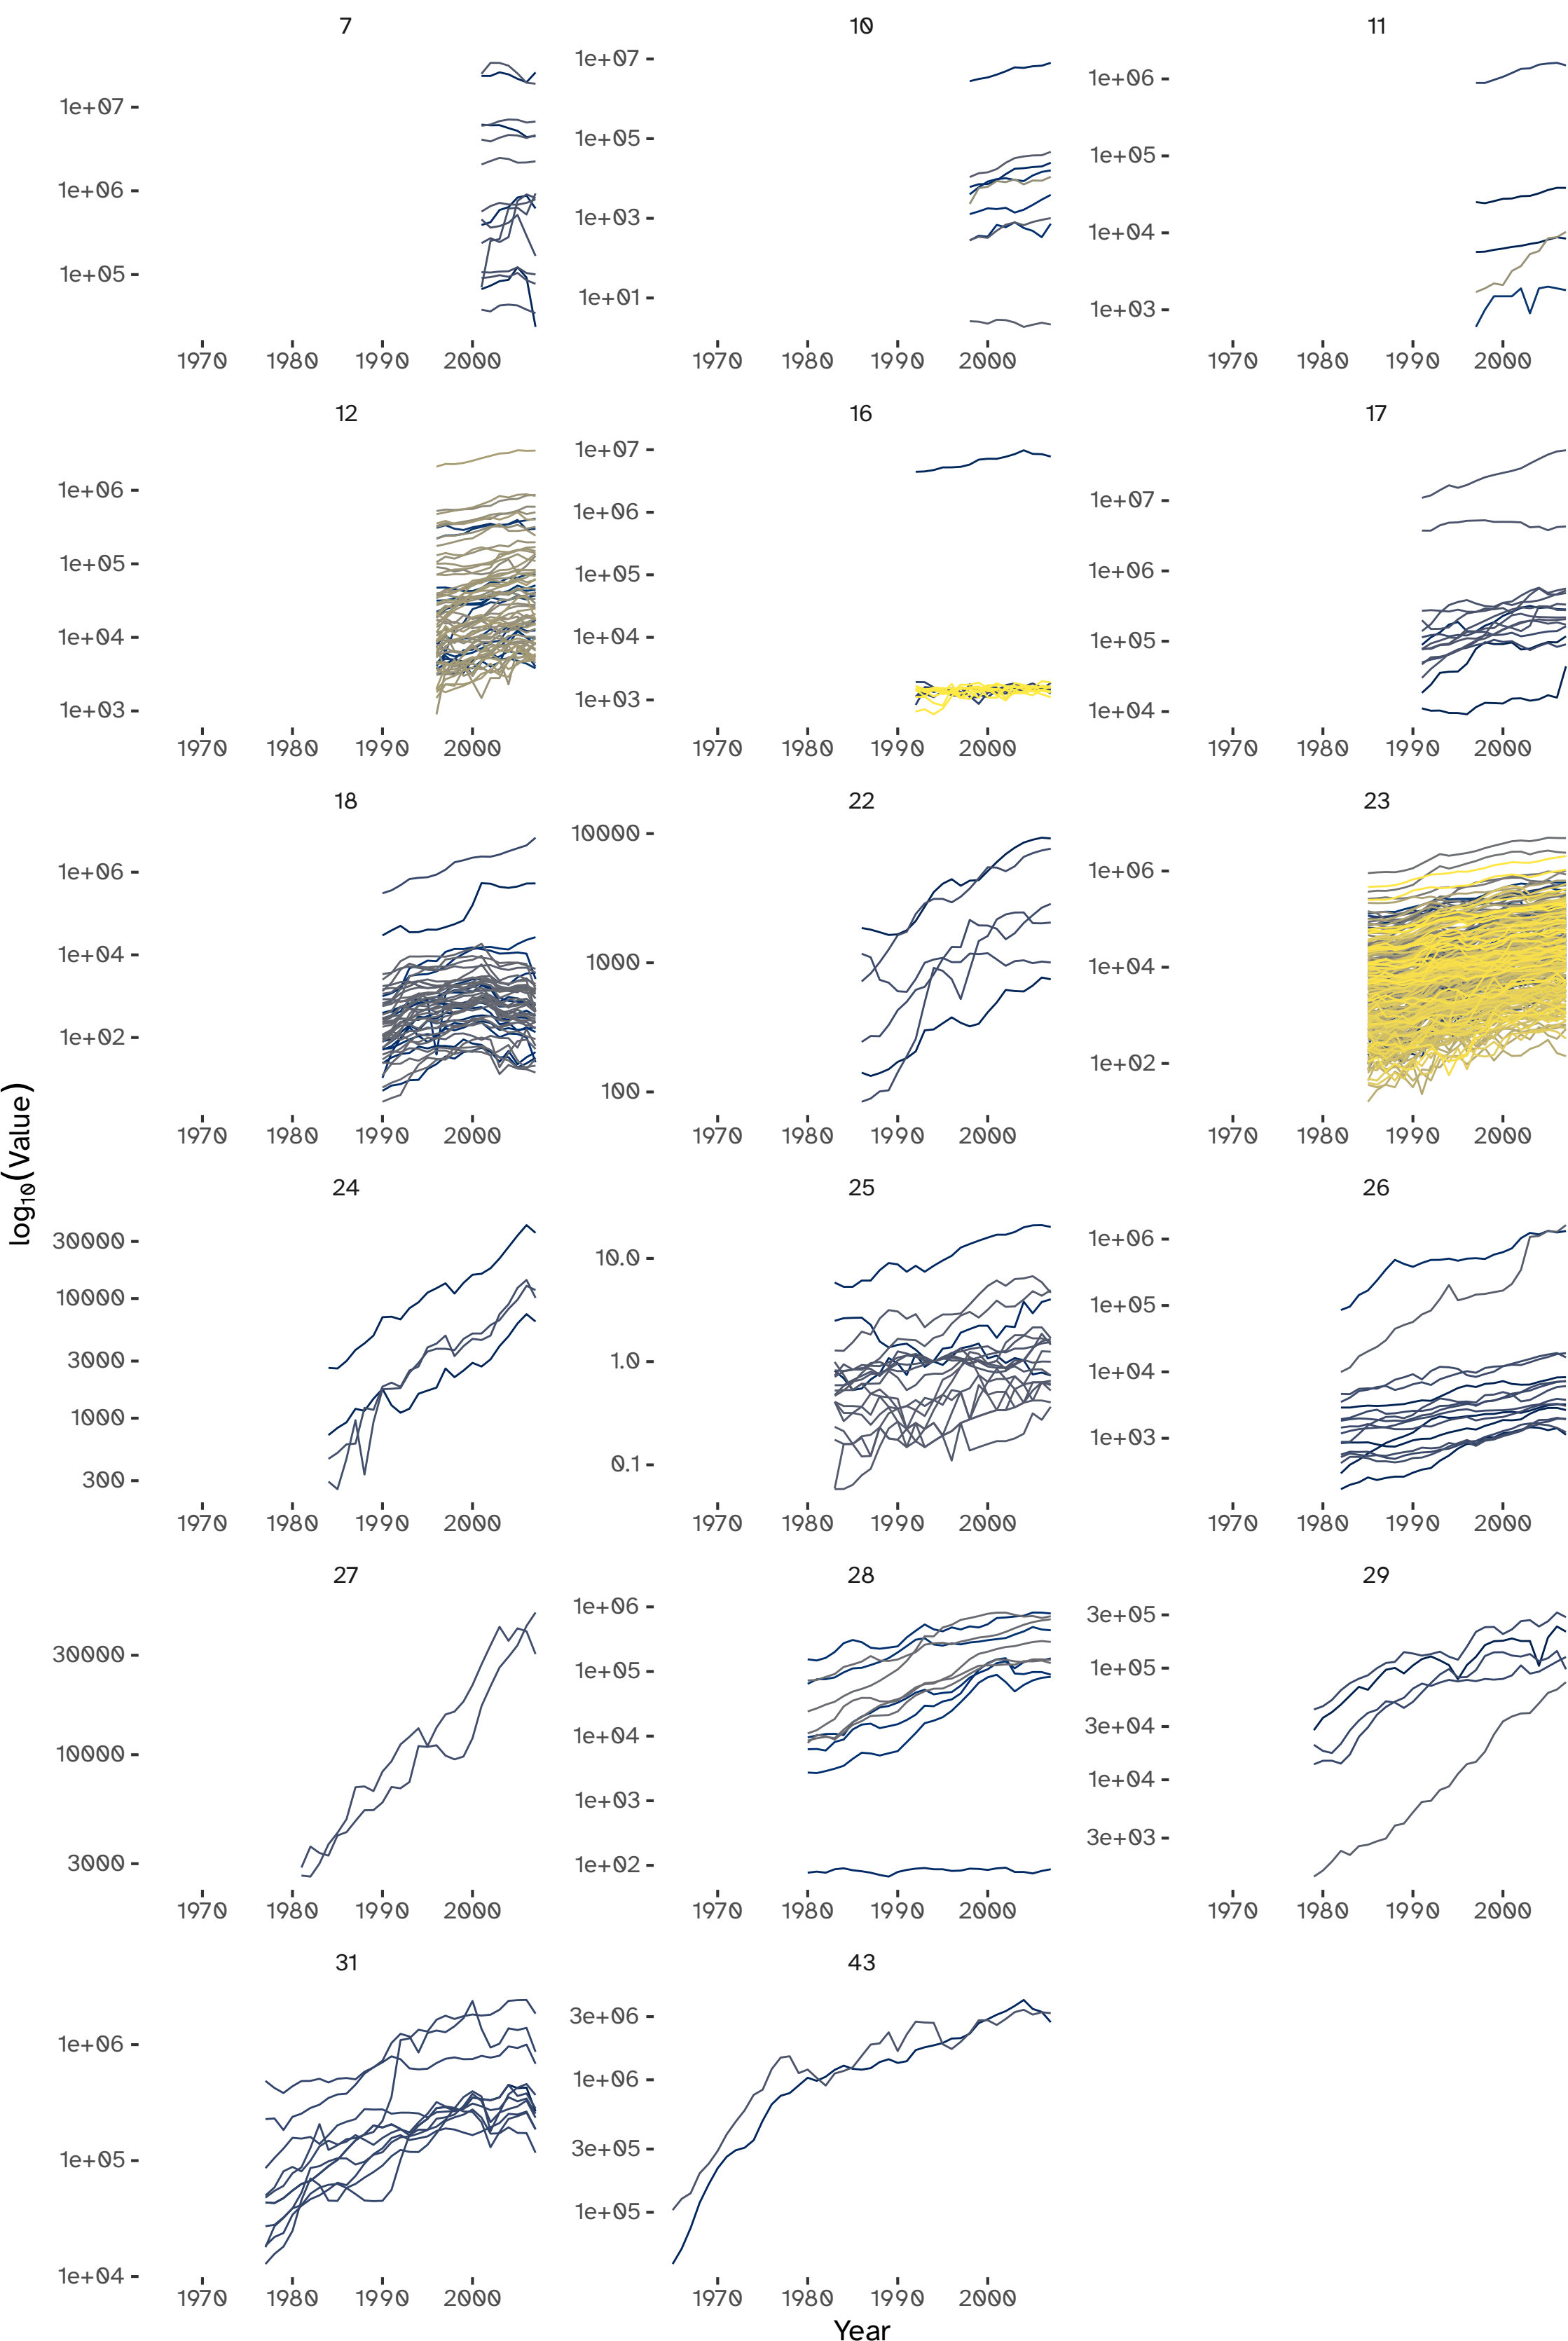 7 10 11
1e+07 1e+07 1e+06
1e+06 1e+05 1e+05
1e+05 1e+03 1e+04
1e+01 1e+03
1970 1980 1990 2000 1970 1980 1990 2000 1970 1980 1990 2000
12 16 17
1e+06 1e+07 1e+07
1e+05 1e+06 1e+06
1e+04 1e+05 1e+05
1e+03 1e+04 1e+04
1e+03
1970 1980 1990 2000 1970 1980 1990 2000 1970 1980 1990 2000
18 22 23
1e+06 10000 1e+06
1e+04 1000 1e+04
1e+02 100 1e+02
1970 1980 1990 2000 1970 1980 1990 2000 1970 1980 1990 2000
log10(Value)
24 25 26
30000 10.0 1e+06
10000 1.0 1e+05
3000 0.1 1e+04
1000 1e+03
300
1970 1980 1990 2000 1970 1980 1990 2000 1970 1980 1990 2000
27 28 29
30000 1e+06 3e+05
10000 1e+05 1e+05
3000 1e+04 3e+04
1e+03 1e+04
1e+02 3e+03
1970 1980 1990 2000 1970 1980 1990 2000 1970 1980 1990 2000
31 43
1e+06 3e+06
1e+05 1e+06
1e+04 3e+05
1e+05
1970 1980 1990 2000 1970 1980 1990 2000
Year